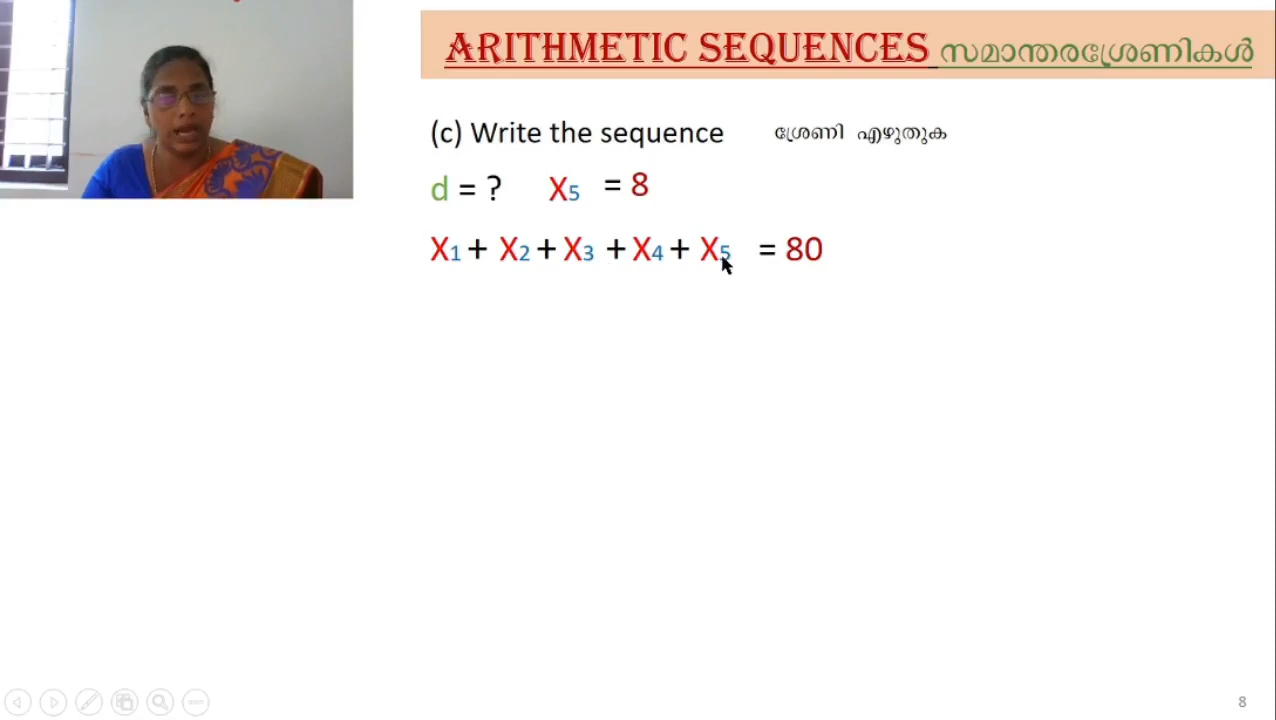 ARITHMETIC SEQUENCES സമാന്തരശ്രേണികൾ
(c) Write the sequence ശ്രേണി എഴുതുക
d = ? X5 = 8
X1 + X2 + X3 + X4 + X5 = 80
8